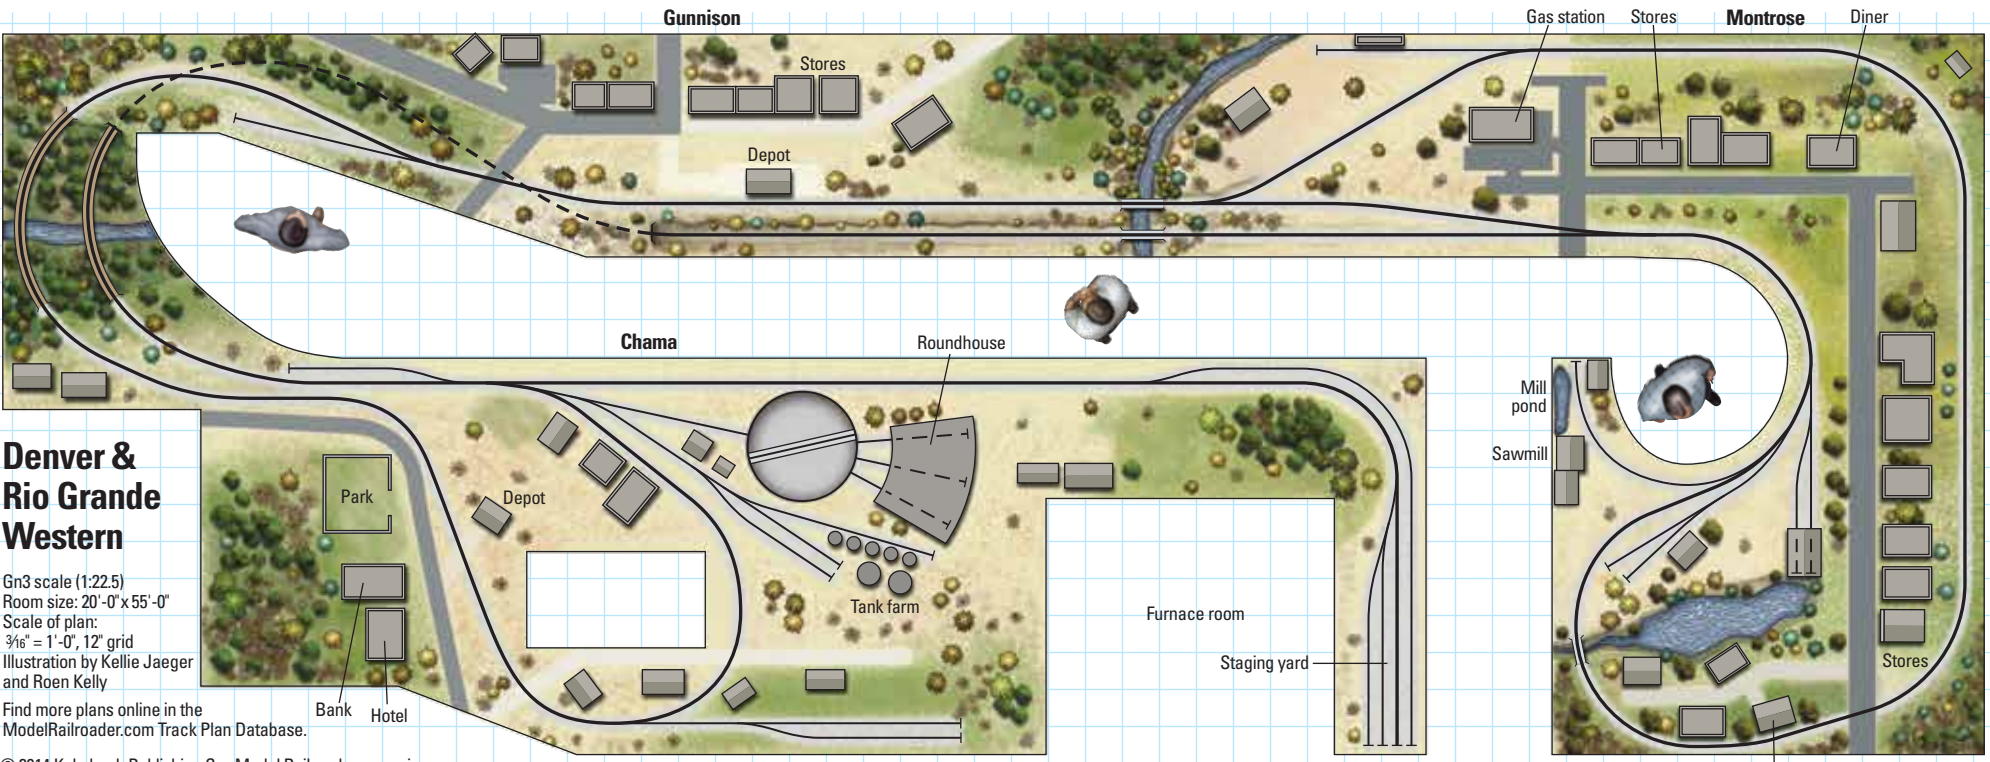 Gunnison
Gas station
Stores
Montrose
Diner
Stores
Depot
Chama
Roundhouse
Mill
pond
Sawmill
Denver &
Rio Grande
Western
Park
Depot
Gn3 scale (1:22.5)
Room size: 20'-0" x 55'-0"
Scale of plan:
3/16" = 1'-0", 12" grid
Illustration by Kellie Jaeger
and Roen Kelly
Tank farm
Furnace room
Staging yard
Stores
Bank
Hotel
Find more plans online in the
ModelRailroader.com Track Plan Database.